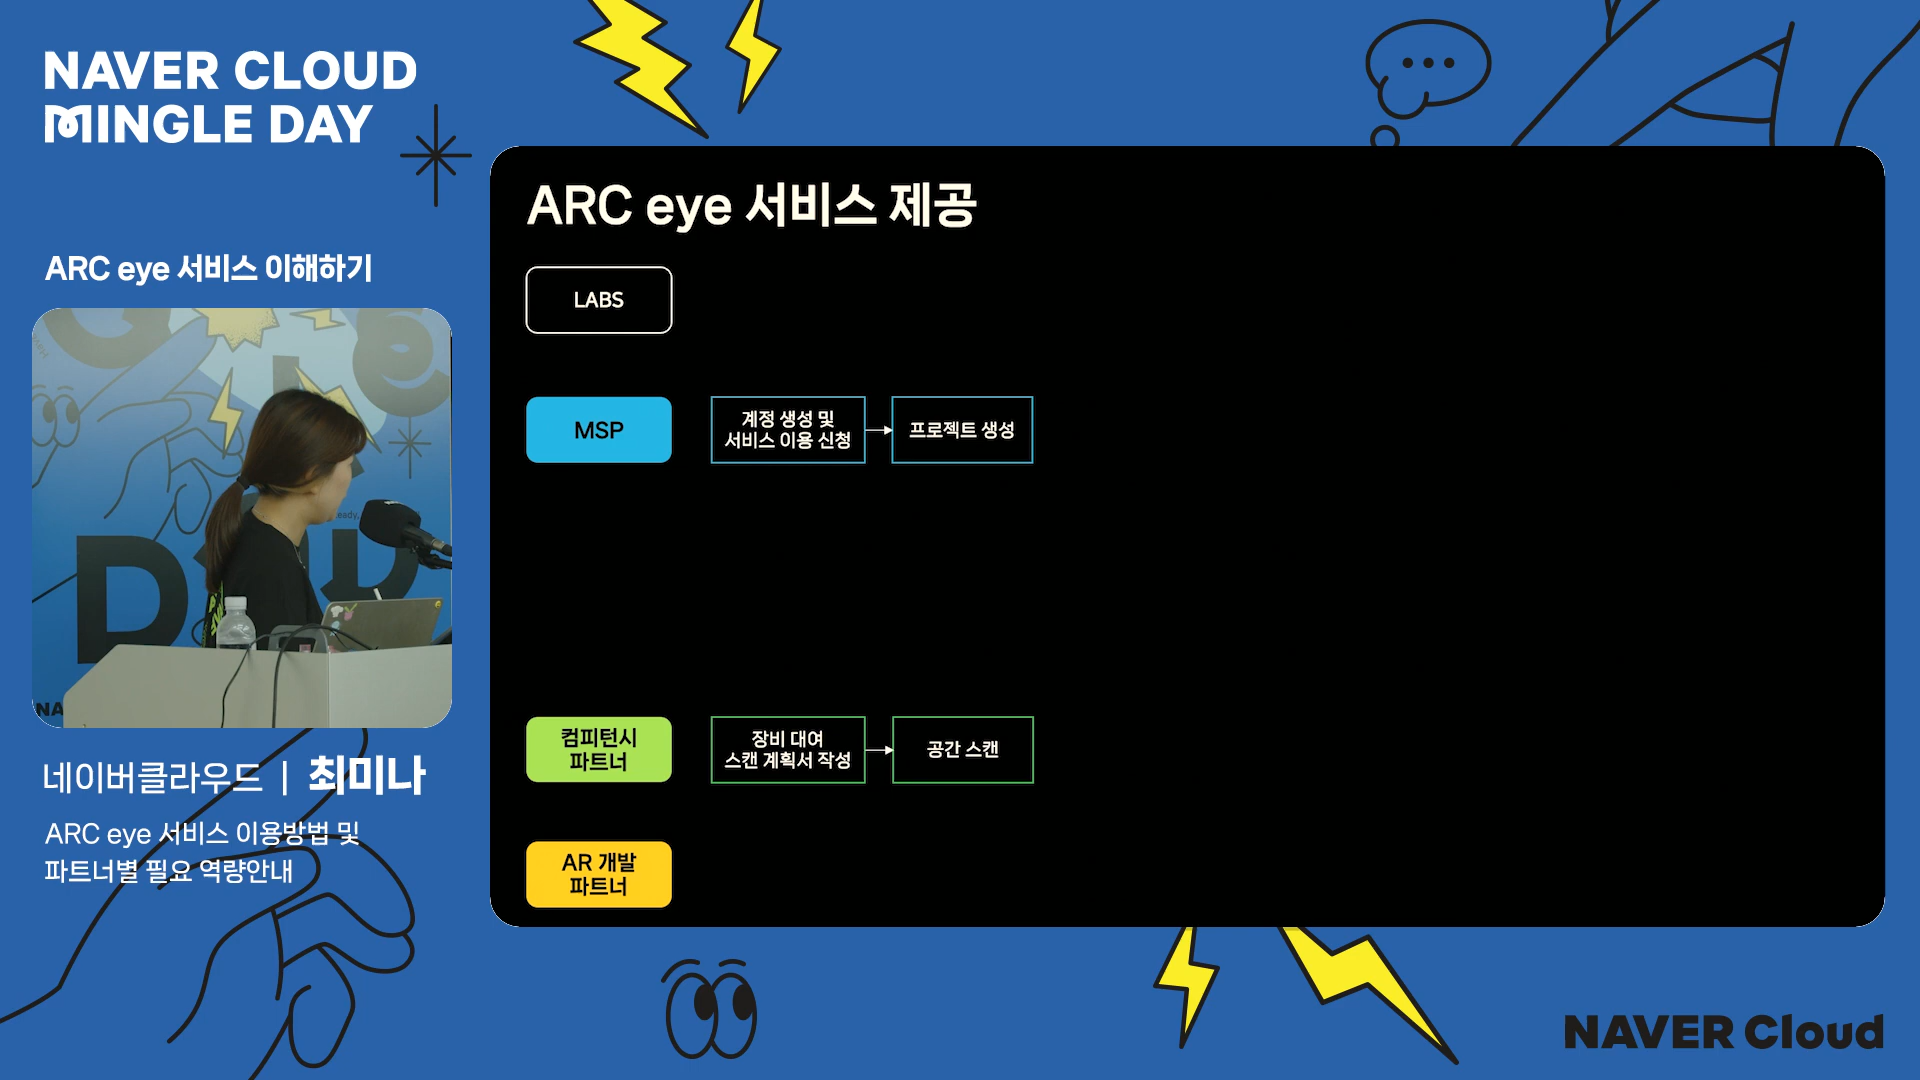 NAVER CLOUD
MINGLE DAY
ARC eye 서비스 이해하기
네이버클라우드 | 최미나
ARC eye 서비스 이용방법 및
파트너별 필요 역량안내
ARC eye 서비스 제공
LABS
MSP
계정 생성 및
서비스 이용 신청
프로젝트 생성
컴피턴시
파트너
장비 대여
스캔 계획서 작성
공간 스캔
AR 개발
파트너
NAVER Cloud